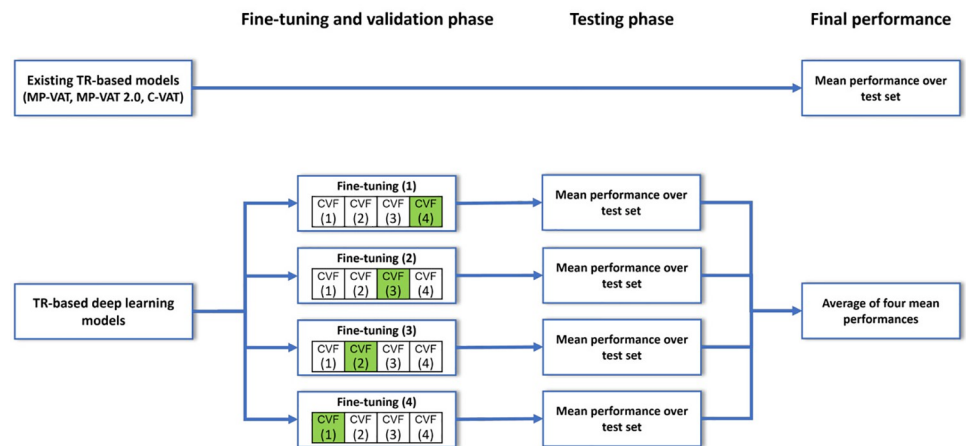 Fine-tuning and validation phase
Testing phase
Final performance
Existing TR-based models
(MP-VAT, MP-VAT 2.0, C-VAT)
Mean performance over
test set
TR-based deep learning
models
Fine-tuning (1)
CVF CVF CVF CVF
(1) (2) (3) (4)
Mean performance over
test set
Fine-tuning (2)
CVF CVF CVF CVF
(1) (2) (3) (4)
Mean performance over
test set
Fine-tuning (3)
CVF CVF CVF CVF
(1) (2) (3) (4)
Mean performance over
test set
Fine-tuning (4)
CVF CVF CVF CVF
(1) (2) (3) (4)
Mean performance over
test set
Average of four mean
performances